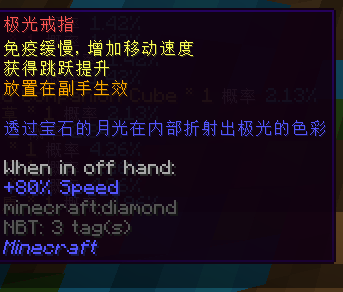 极光戒指
免疫缓慢,增加移动速度
获得跳跃提升
放置在副手生效
透过宝石的月光在内部折射出极光的色彩
When in off hand:
+80% Speed
minecraft:diamond
NBT: 3 tag(s)
Minecraft